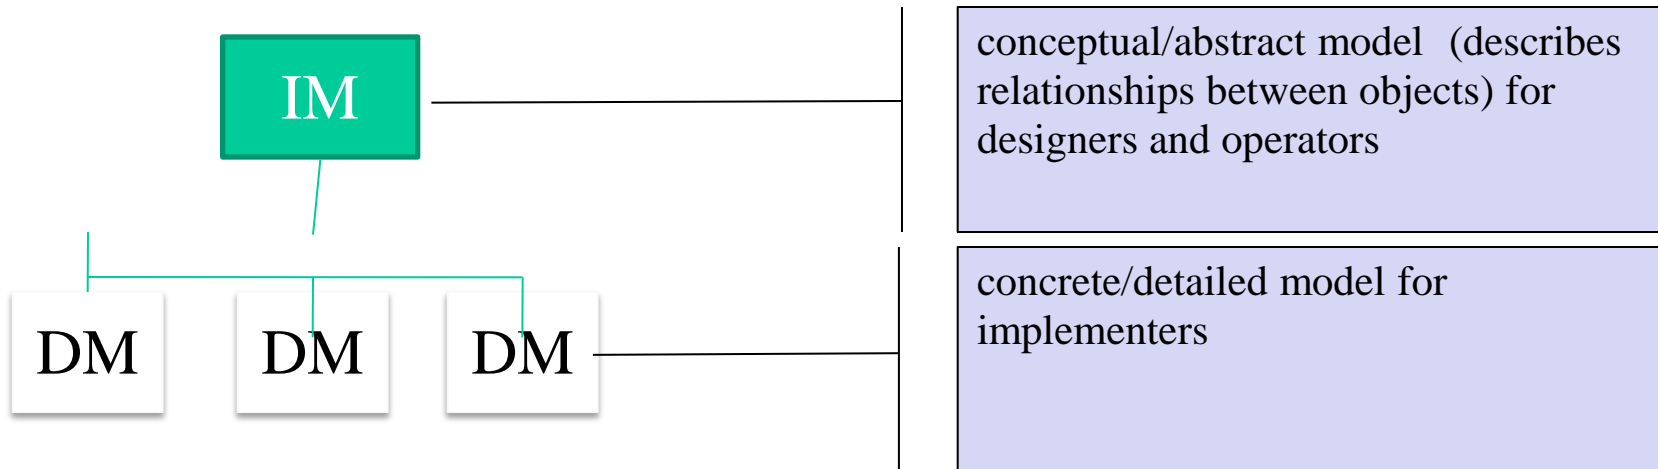 IM
conceptual/abstract model (describes
relationships between objects) for
designers and operators
DM DM DM
concrete/detailed model for
implementers